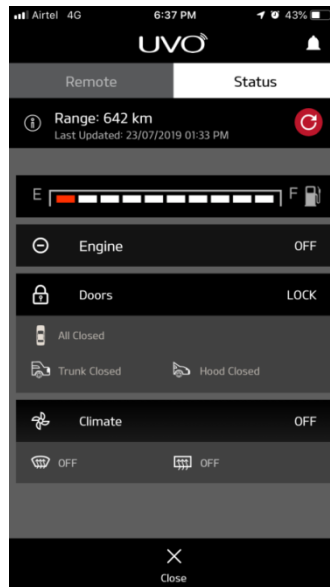 Airtel 4G 6:37 PM 43%
UVO
Remote Status
Range: 642 km
Last Updated: 23/07/2019 01:33 PM
E F
Engine OFF
Doors LOCK
All Closed
Trunk Closed Hood Closed
Climate OFF
OFF OFF
Close